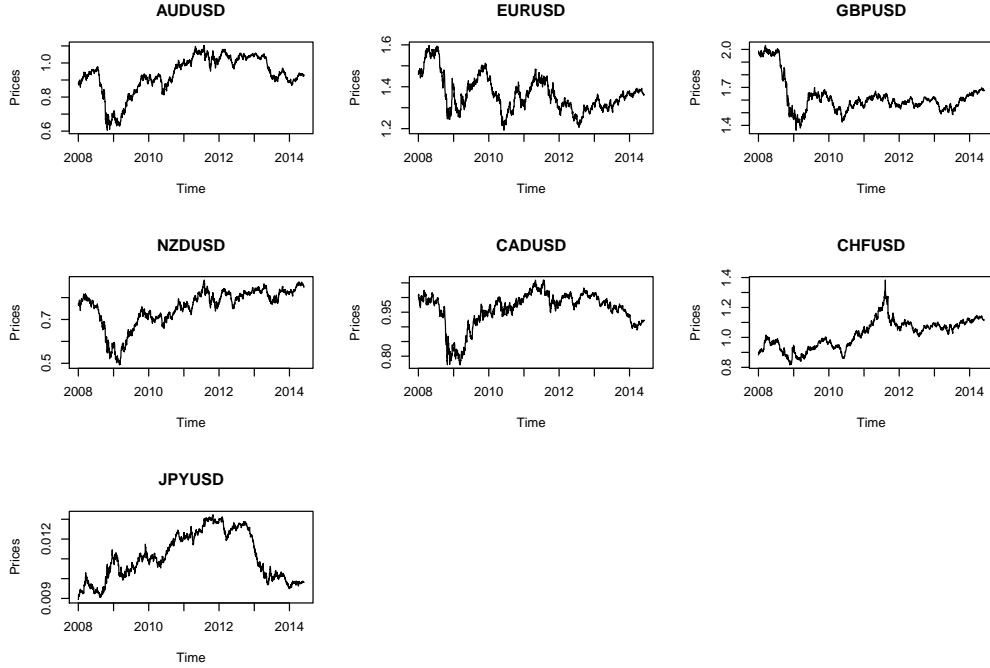 AUDUSD
Prices
0.6 0.8 1.0
2008 2010 2012 2014
Time
EURUSD
Prices
1.2 1.4 1.6
2008 2010 2012 2014
Time
GBPUSD
Prices
1.4 1.7 2.0
2008 2010 2012 2014
Time
NZDUSD
Prices
0.5 0.7
2008 2010 2012 2014
Time
CADUSD
Prices
0.80 0.95
2008 2010 2012 2014
Time
CHFUSD
Prices
0.8 1.0 1.2 1.4
2008 2010 2012 2014
Time
JPYUSD
Prices
0.009 0.012
2008 2010 2012 2014
Time